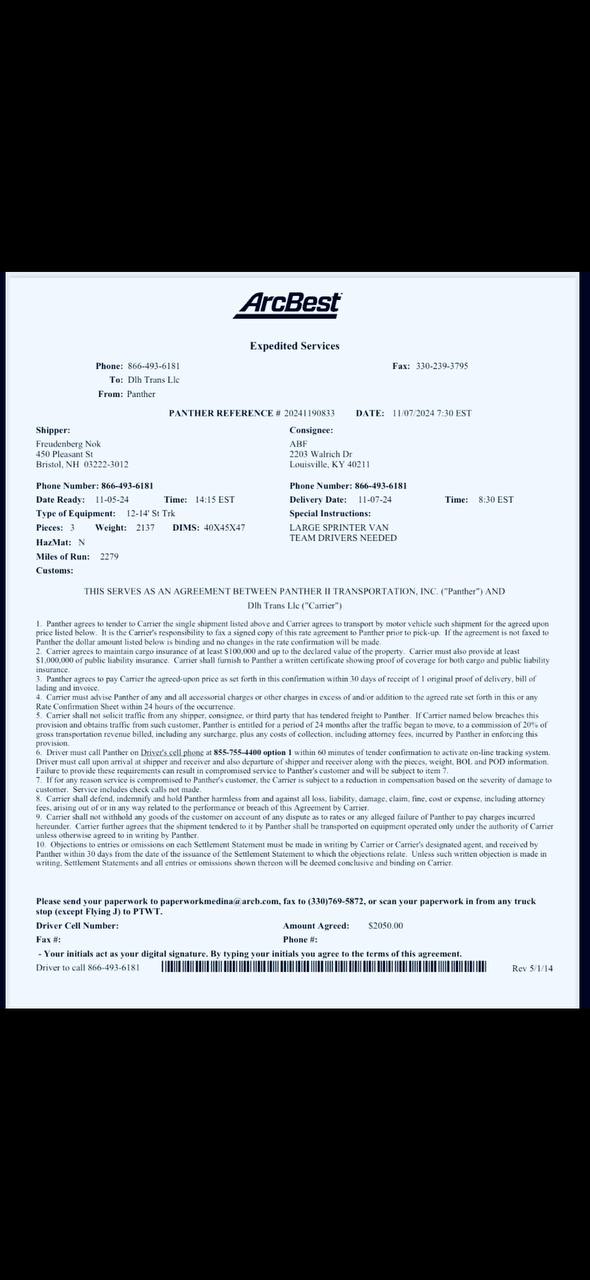 ArcBest
Expedited Services
Phone: 866-493-6181 Fax: 330-239-3795
To: Dlh Trans Llc
From: Panther
PANTHER REFERENCE # 20241190833 DATE: 11/07/2024 7:30 EST
Shipper: Consignee:
Freudenberg Nok ABF
450 Pleasant St 2203 Walrich Dr
Bristol, NH 03222-3012 Louisville, KY 40211
Phone Number: 866-493-6181 Phone Number: 866-493-6181
Date Ready: 11-05-24 Time: 14:15 EST Delivery Date: 11-07-24 Time: 8:30 EST
Type of Equipment: 12-14' St Trk Special Instructions:
Pieces: 3 Weight: 2137 DIMS: 40X45X47 LARGE SPRINTER VAN
TEAM DRIVERS NEEDED
HazMat: N
Miles of Run: 2279
Customs:
THIS SERVES AS AN AGREEMENT BETWEEN PANTHER II TRANSPORTATION, INC. ("Panther") AND
Dlh Trans Llc ("Carrier")
1. Panther agrees to tender to Carrier the single shipment listed above and Carrier agrees to transport by motor vehicle such shipment for the agreed upon
price listed below. It is the Carrier's responsibility to fax a signed copy of this rate agreement to Panther prior to pick-up. If the agreement is not faxed to
Panther the dollar amount listed below is binding and no changes in the rate confirmation will be made.
2. Carrier agrees to maintain cargo insurance of at least $100,000 and up to the declared value of the property. Carrier must also provide at least
$1,000,000 of public liability insurance. Carrier shall furnish to Panther a written certificate showing proof of coverage for both cargo and public liability
insurance.
3. Panther agrees to pay Carrier the agreed-upon price as set forth in this confirmation within 30 days of receipt of 1 original proof of delivery, bill of
lading and invoice.
4. Carrier must advise Panther of any and all accessorial charges or other charges in excess of and/or addition to the agreed rate set forth in this or any
Rate Confirmation Sheet within 24 hours of the occurrence.
5. Carrier shall not solicit traffic from any shipper, consignee, or third party that has tendered freight to Panther. If Carrier named below breaches this
provision and obtains traffic from such customer, Panther is entitled for a period of 24 months after the traffic began to move, to a commission of 20% of
gross transportation revenue billed, including any surcharge, plus any costs of collection, including attorney fees, incurred by Panther in enforcing this
provision.
6. Driver must call Panther on Driver's cell phone at 855-755-4400 option 1 within 60 minutes of tender confirmation to activate on-line tracking system.
Driver must call upon arrival at shipper and receiver and also departure of shipper and receiver along with the pieces, weight, BOL and POD information.
Failure to provide these requirements can result in compromised service to Panther's customer and will be subject to item 7.
7. If for any reason service is compromised to Panther's customer, the Carrier is subject to a reduction in compensation based on the severity of damage to
customer. Service includes check calls not made.
8. Carrier shall defend, indemnify and hold Panther harmless from and against all loss, liability, damage, claim, fine, cost or expense, including attorney
fees, arising out of or in any way related to the performance or breach of this Agreement by Carrier.
9. Carrier shall not withhold any goods of the customer on account of any dispute as to rates or any alleged failure of Panther to pay charges incurred
hereunder. Carrier further agrees that the shipment tendered to it by Panther shall be transported on equipment operated only under the authority of Carrier
unless otherwise agreed to in writing by Panther.
10. Objections to entries or omissions on each Settlement Statement must be made in writing by Carrier or Carrier's designated agent, and received by
Panther within 30 days from the date of the issuance of the Settlement Statement to which the objections relate. Unless such written objection is made in
writing, Settlement Statements and all entries or omissions shown thereon will be deemed conclusive and binding on Carrier.
Please send your paperwork to paperworkmedina@arcb.com, fax to (330)769-5872, or scan your paperwork in from any truck
stop (except Flying J) to PTWT.
Driver Cell Number: Amount Agreed: $2050.00
Fax #: Phone #:
- Your initials act as your digital signature. By typing your initials you agree to the terms of this agreement.
Driver to call 866-493-6181 Rev 5/1/14